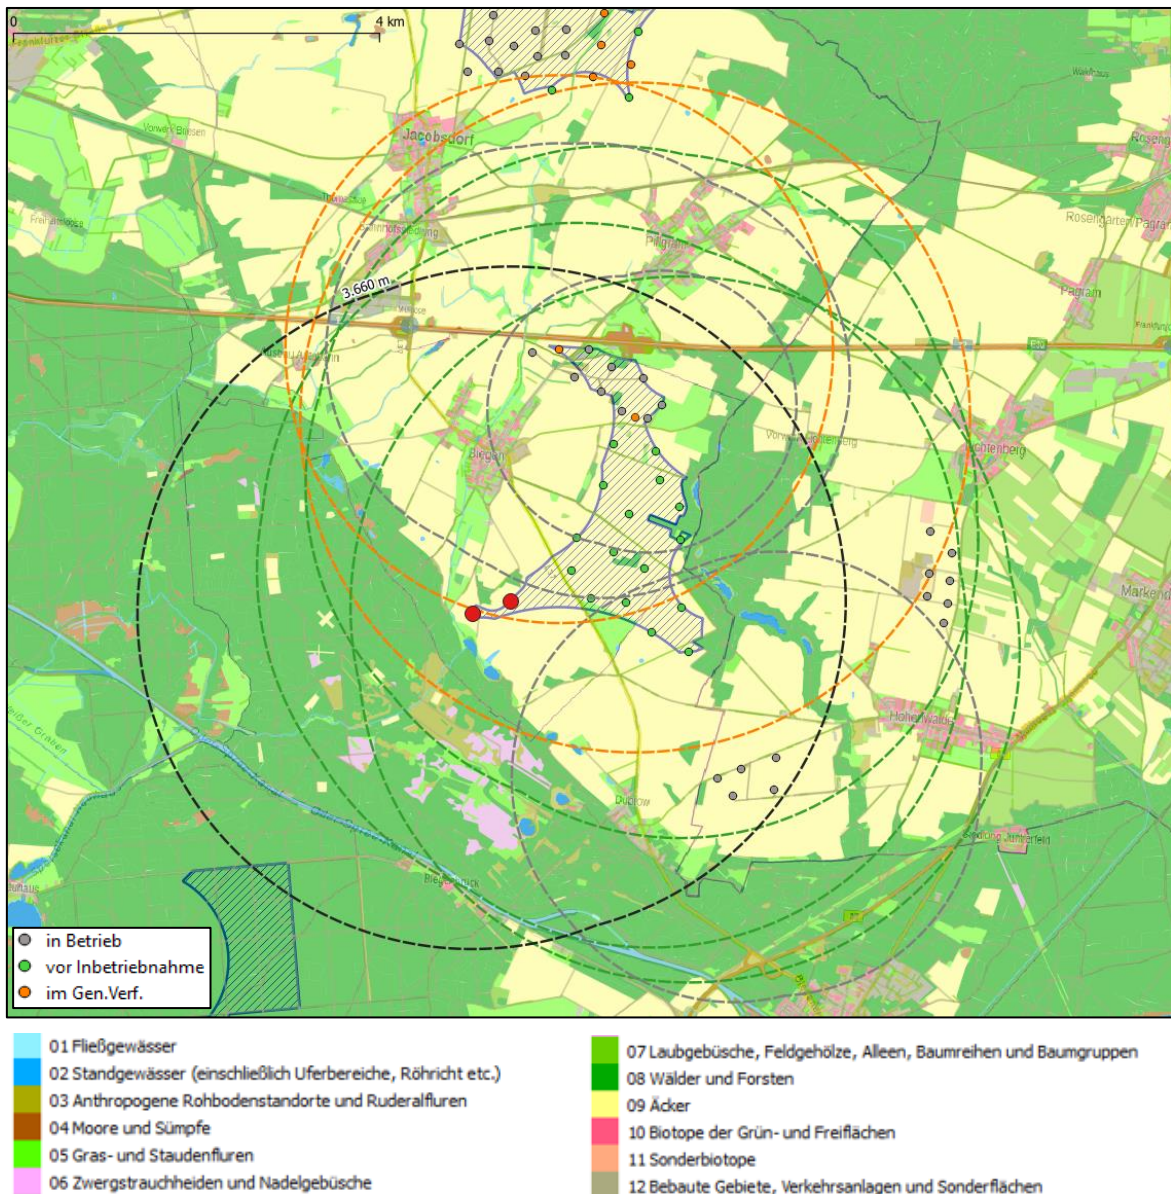 0
4 km
Jacobsdorf
Vorwerk Briesen
Pillgram
Rosengarten/Pagram
Pagram
3.660 m
Biegen
Hohenwalde
Dubrow
in Betrieb
vor Inbetriebnahme
im Gen.Verf.
01 Fließgewässer
02 Standgewässer (einschließlich Uferbereiche, Röhricht etc.)
03 Anthropogene Rohbodenstandorte und Ruderalfluren
04 Moore und Sümpfe
05 Gras- und Staudenfluren
06 Zwergstrauchheiden und Nadelgebüsche
07 Laubgebüsche, Feldgehölze, Alleen, Baumreihen und Baumgruppen
08 Wälder und Forsten
09 Äcker
10 Biotope der Grün- und Freiflächen
11 Sonderbiotope
12 Bebaute Gebiete, Verkehrsanlagen und Sonderflächen